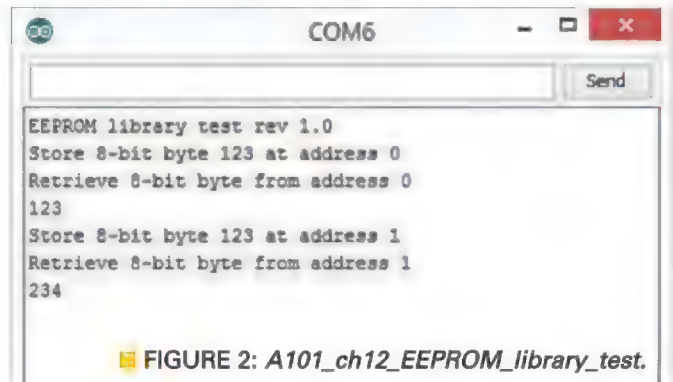 COM6
Send
EEPROM library test rev 1.0
Store 8-bit byte 123 at address 0
Retrieve 8-bit byte from address 0
123
Store 8-bit byte 123 at address 1
Retrieve 8-bit byte from address 1
234
FIGURE 2: A101_ch12_EEPROM_library_test.